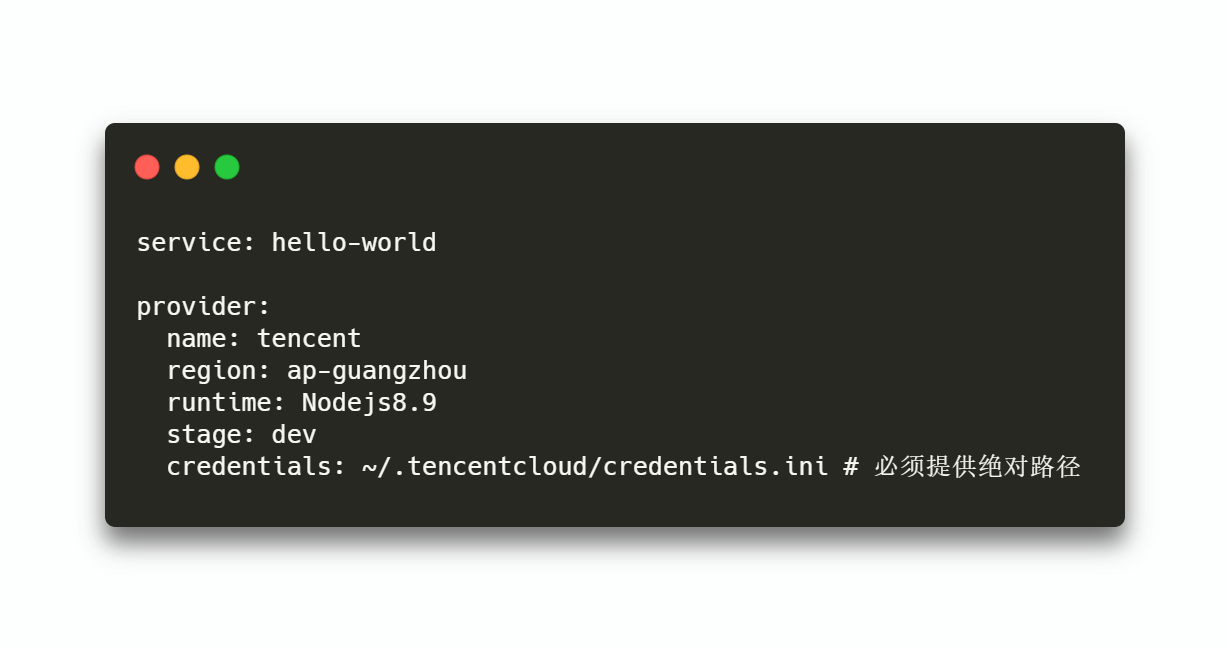 service: hello-world

provider:
  name: tencent
  region: ap-guangzhou
  runtime: Nodejs8.9
  stage: dev
  credentials: ~/.tencentcloud/credentials.ini # 必须提供绝对路径